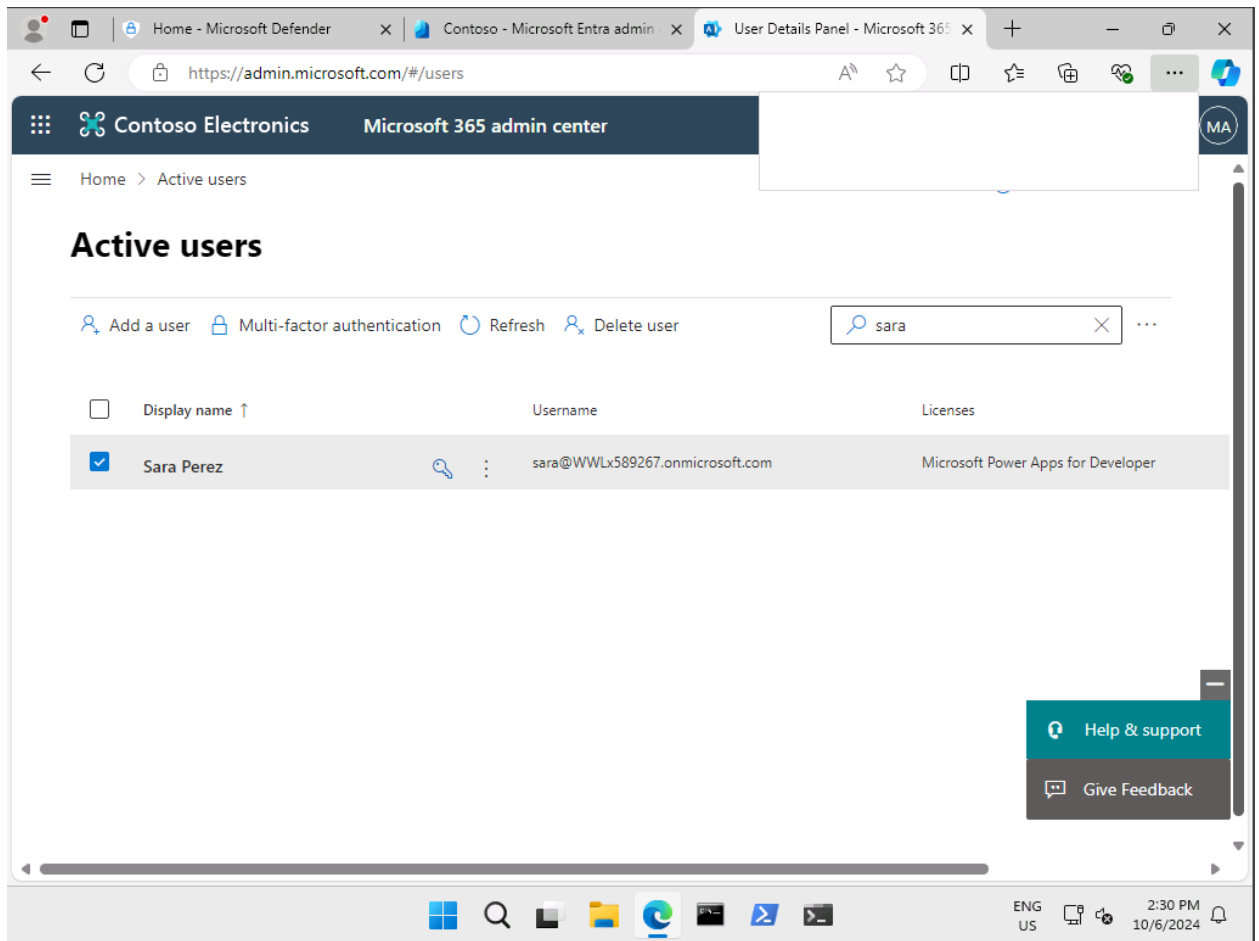 Home - Microsoft Defender
Contoso - Microsoft Entra admin
User Details Panel - Microsoft 365
https://admin.microsoft.com/#/users
Contoso Electronics
Microsoft 365 admin center
MA
Home > Active users
Active users
Add a user
Multi-factor authentication
Refresh
Delete user
sara
Display name ↑
Username
Licenses
Sara Perez
sara@WWLx589267.onmicrosoft.com
Microsoft Power Apps for Developer
Help & support
Give Feedback
ENG
US
2:30 PM
10/6/2024